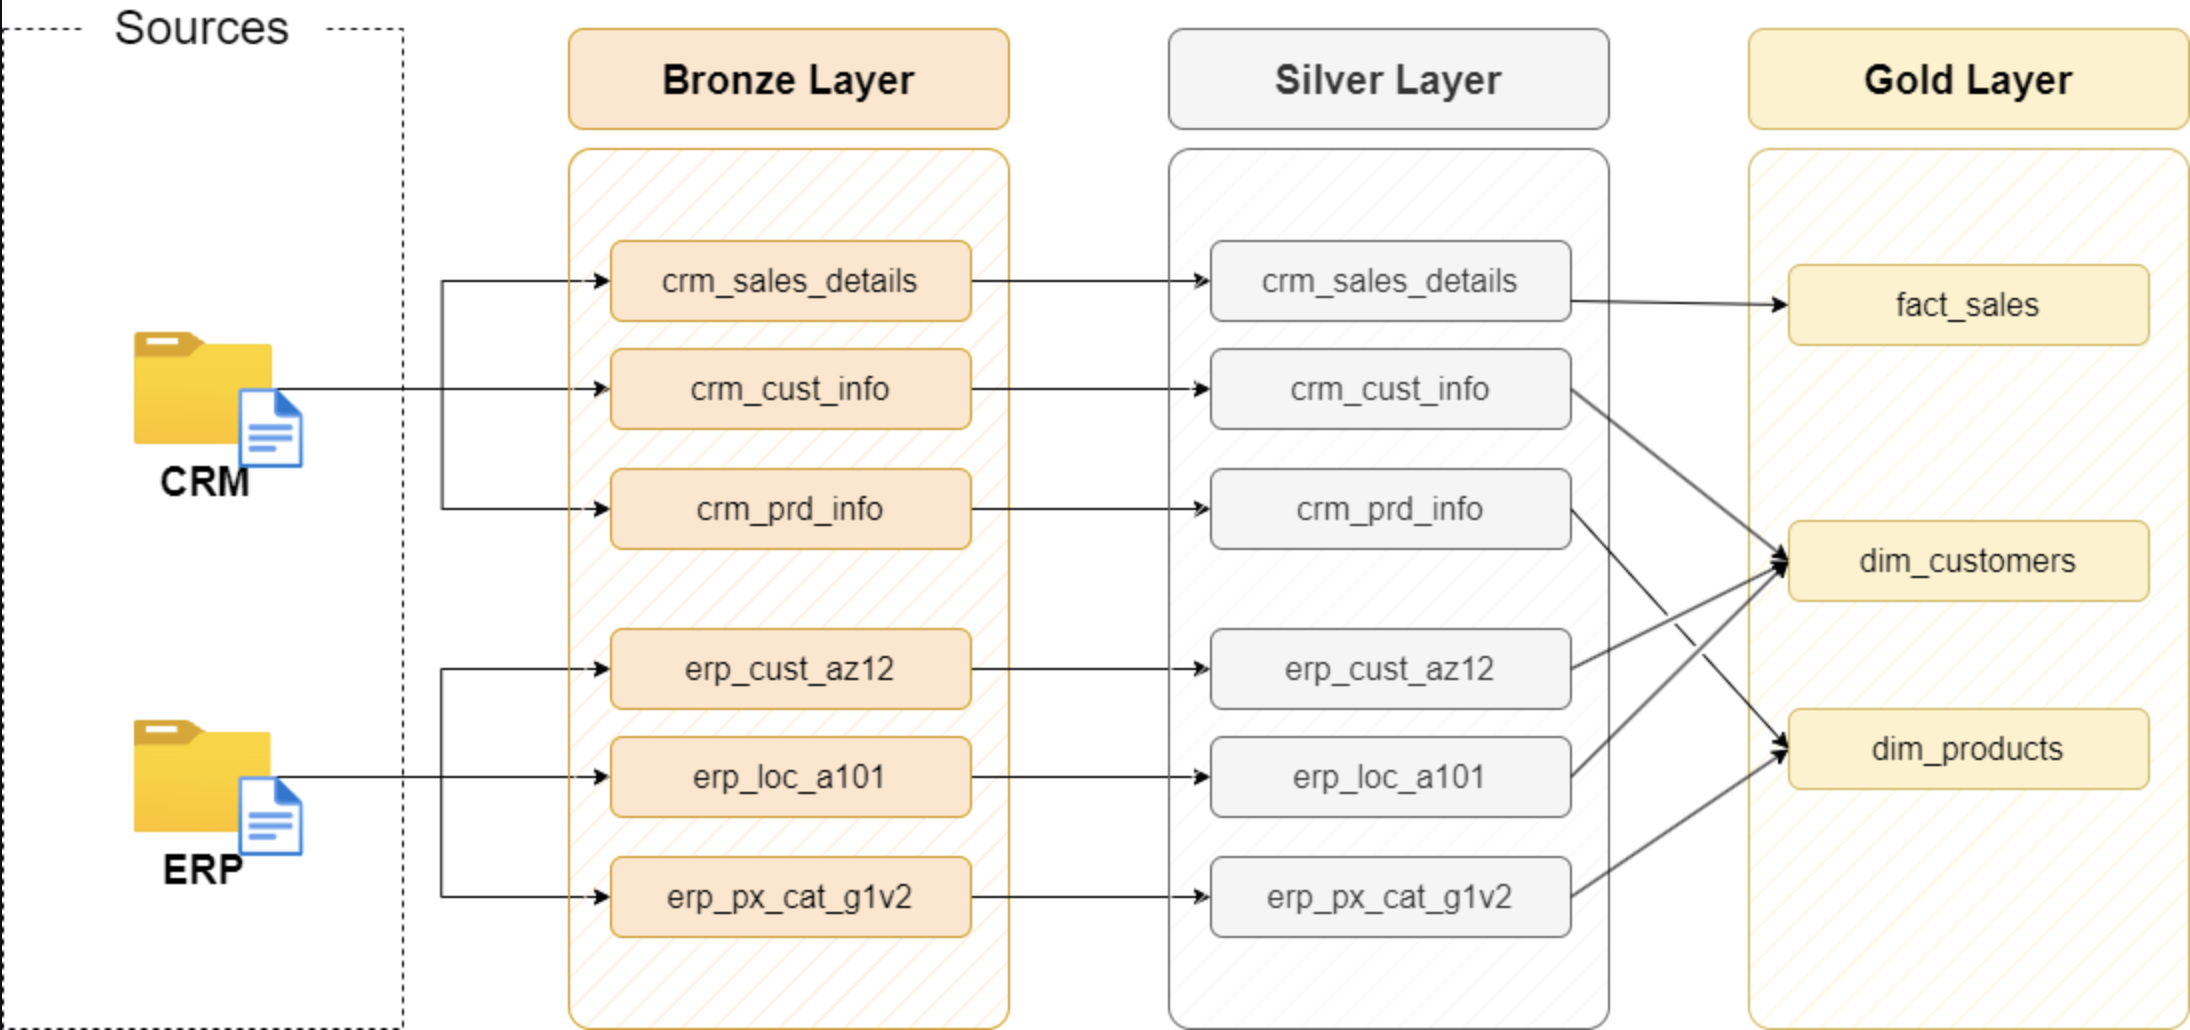 Sources
Bronze Layer
Silver Layer
Gold Layer
CRM
ERP
crm_sales_details
crm_cust_info
crm_prd_info
erp_cust_az12
erp_loc_a101
erp_px_cat_g1v2
crm_sales_details
crm_cust_info
crm_prd_info
erp_cust_az12
erp_loc_a101
erp_px_cat_g1v2
fact_sales
dim_customers
dim_products